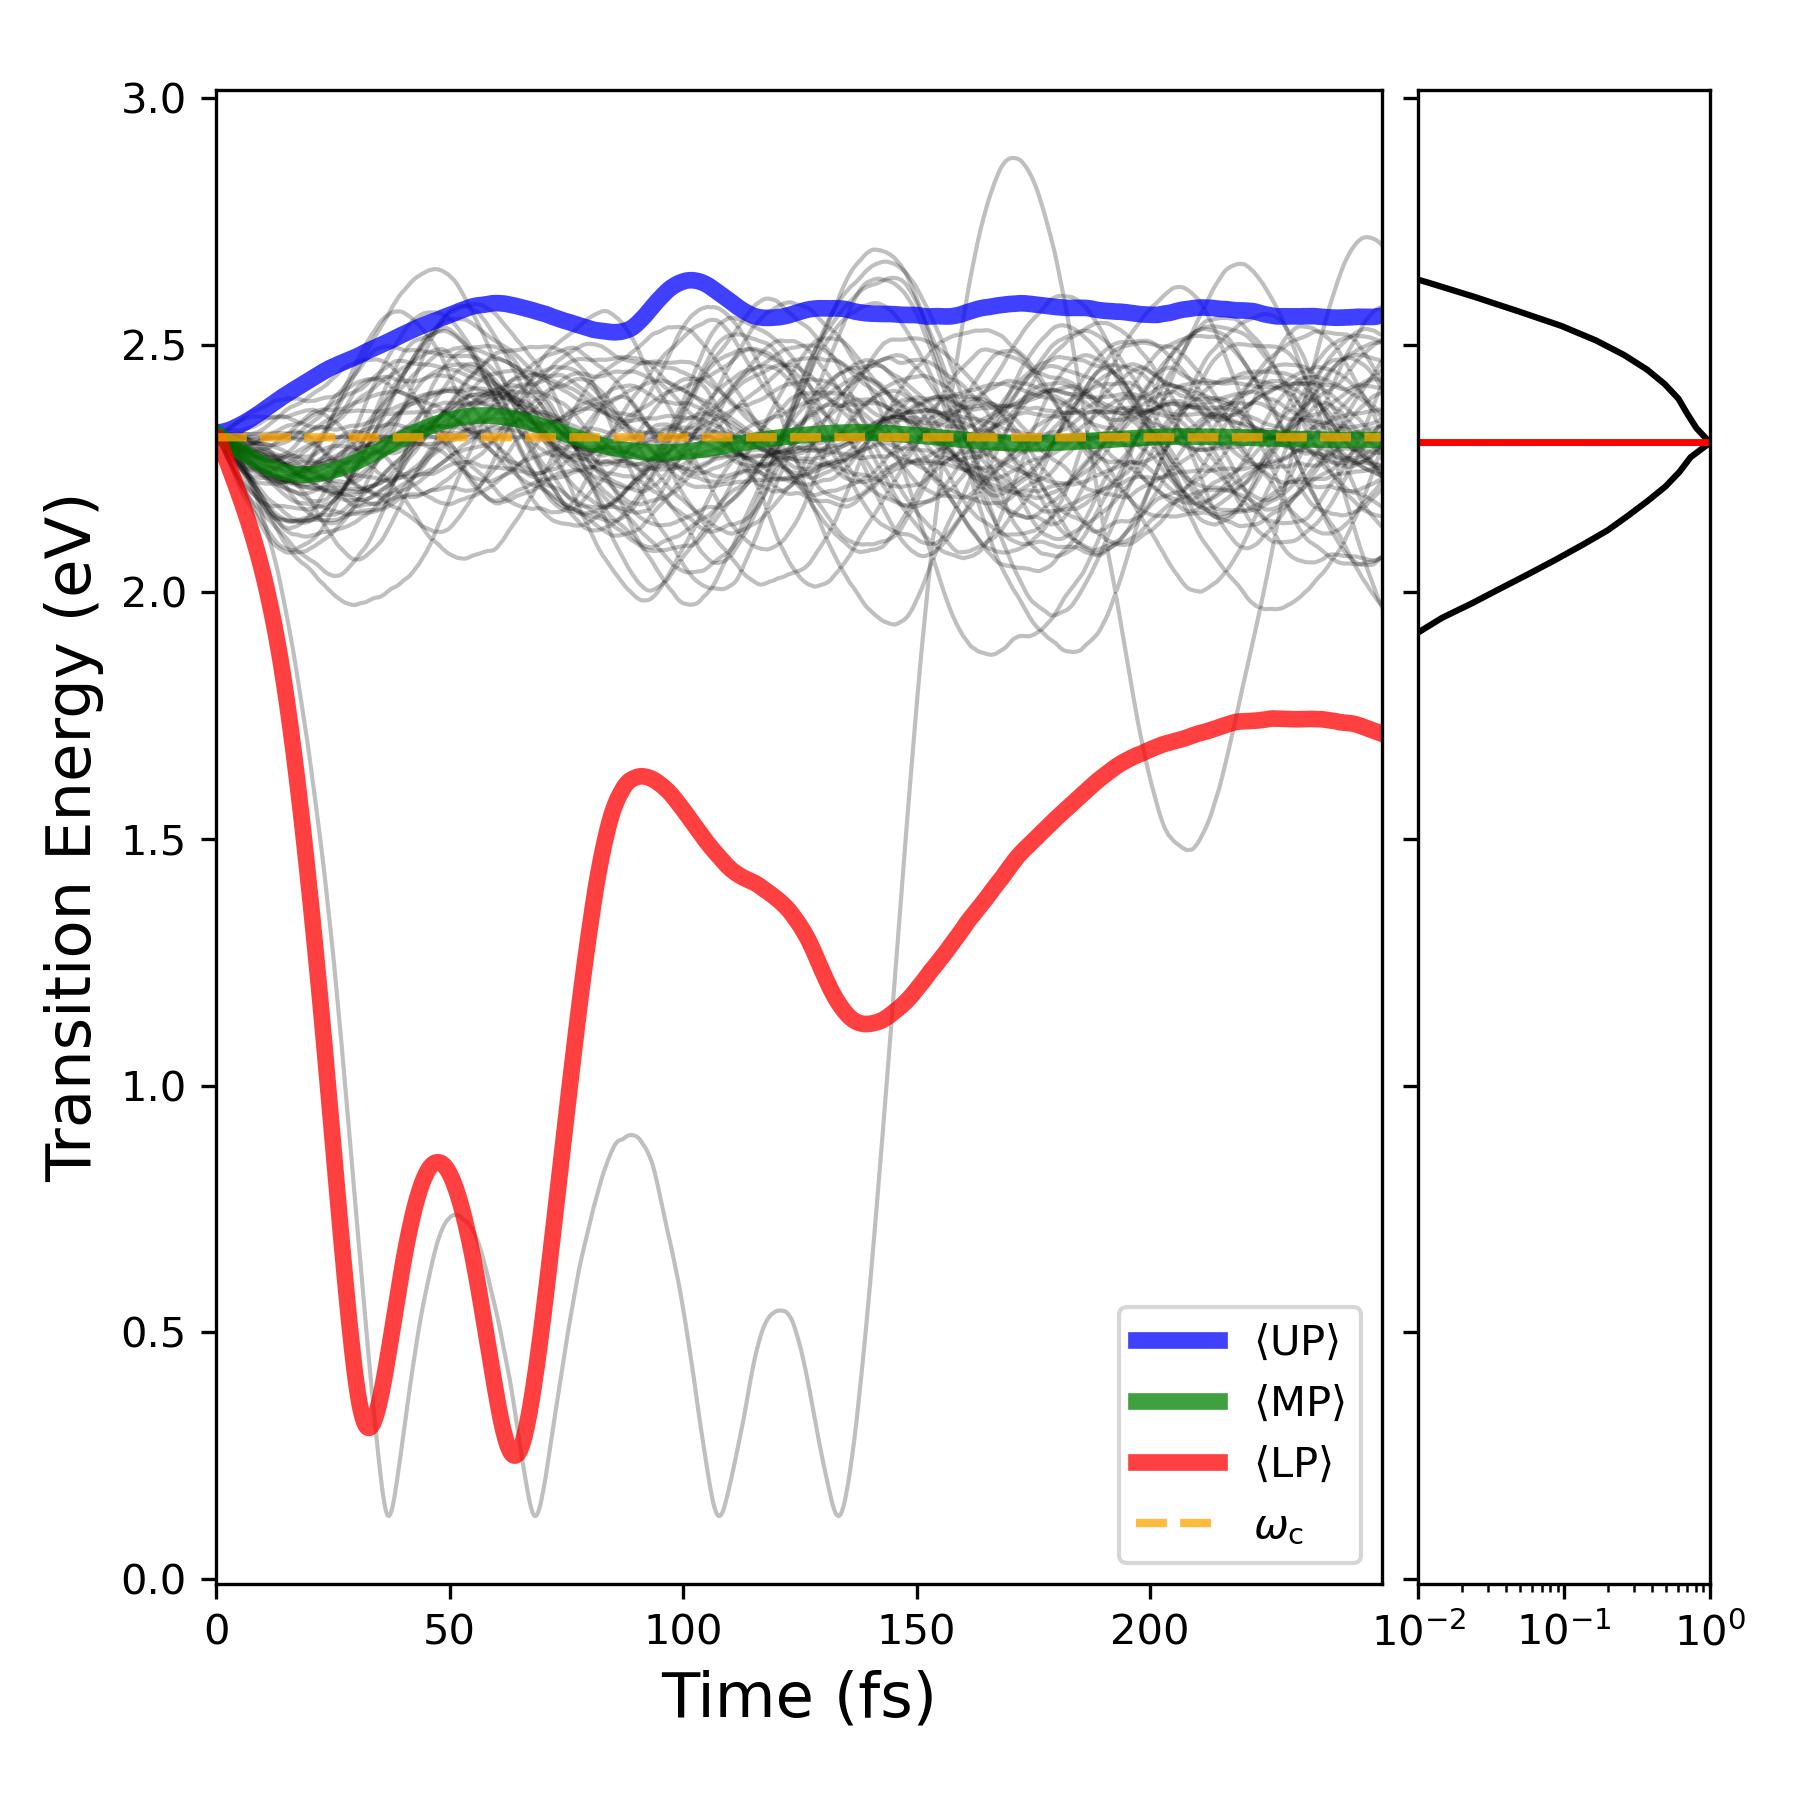 Transition Energy (eV)
3.0
2.5
2.0
1.5
1.0
0.5
0.0
⟨UP⟩
⟨MP⟩
⟨LP⟩
ω_c
0 50 100 150 200
10⁻² 10⁻¹ 10⁰
Time (fs)